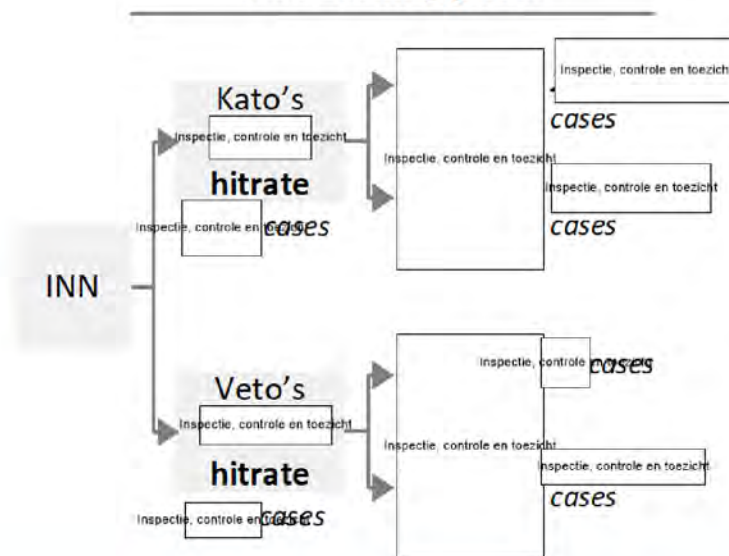 Inspectie, controle en toezicht
Kato's
Inspectie, controle en toezicht
cases
Inspectie, controle en toezicht
hitrate
Inspectie, controle en toezicht
Inspectie, controle en toezicht
cases
cases
INN
Inspectie, controle en toezicht
cases
Veto's
Inspectie, controle en toezicht
Inspectie, controle en toezicht
hitrate
Inspectie, controle en toezicht
cases
Inspectie, controle en toezicht
cases